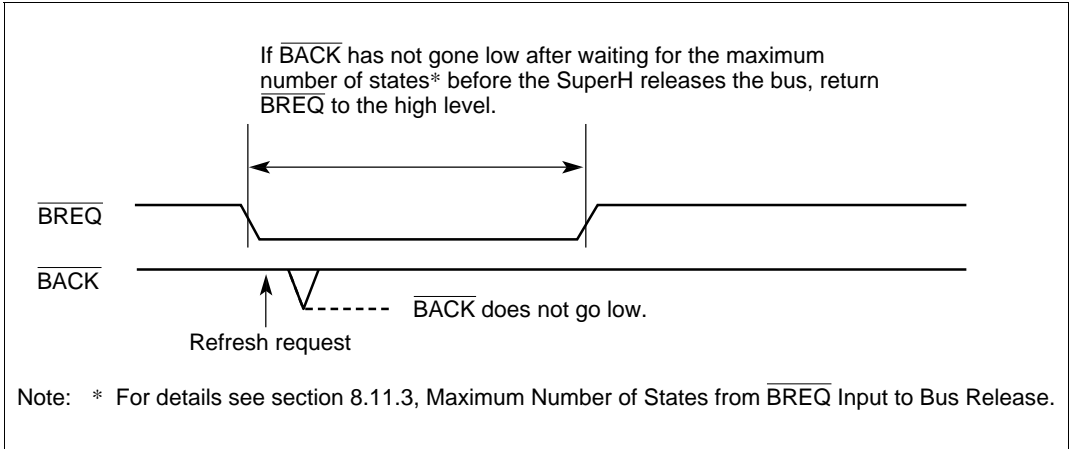 If BACK has not gone low after waiting for the maximum
number of states* before the SuperH releases the bus, return
BREQ to the high level.
BREQ
BACK
BACK does not go low.
Refresh request
Note: * For details see section 8.11.3, Maximum Number of States from BREQ Input to Bus Release.